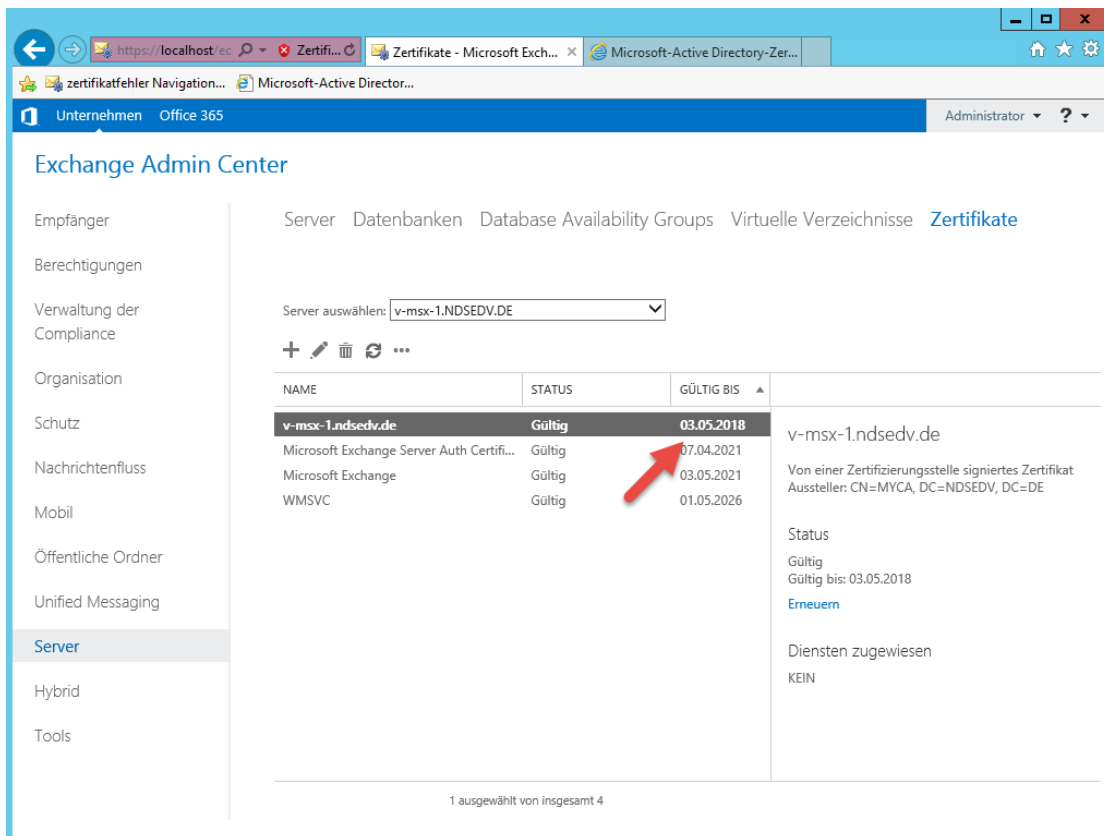 https://localhost/ec
Zertifi...
Zertifikate - Microsoft Exch...
Microsoft-Active Directory-Zer...
zertifikatfehler Navigation...
Microsoft-Active Director...
Unternehmen
Office 365
Administrator
?
Exchange Admin Center
Empfänger
Berechtigungen
Verwaltung der
Compliance
Organisation
Schutz
Nachrichtenfluss
Mobil
Öffentliche Ordner
Unified Messaging
Server
Hybrid
Tools
Server Datenbanken Database Availability Groups Virtuelle Verzeichnisse Zertifikate
Server auswählen: v-msx-1.NDSEDV.DE
NAME STATUS GÜLTIG BIS
v-msx-1.ndsedv.de Gültig 03.05.2018
Microsoft Exchange Server Auth Certifi... Gültig 07.04.2021
Microsoft Exchange Gültig 03.05.2021
WMSVC Gültig 01.05.2026
v-msx-1.ndsedv.de
Von einer Zertifizierungsstelle signiertes Zertifikat
Aussteller: CN=MYCA, DC=NDSEDV, DC=DE
Status
Gültig
Gültig bis: 03.05.2018
Erneuern
Diensten zugewiesen
KEIN
1 ausgewählt von insgesamt 4